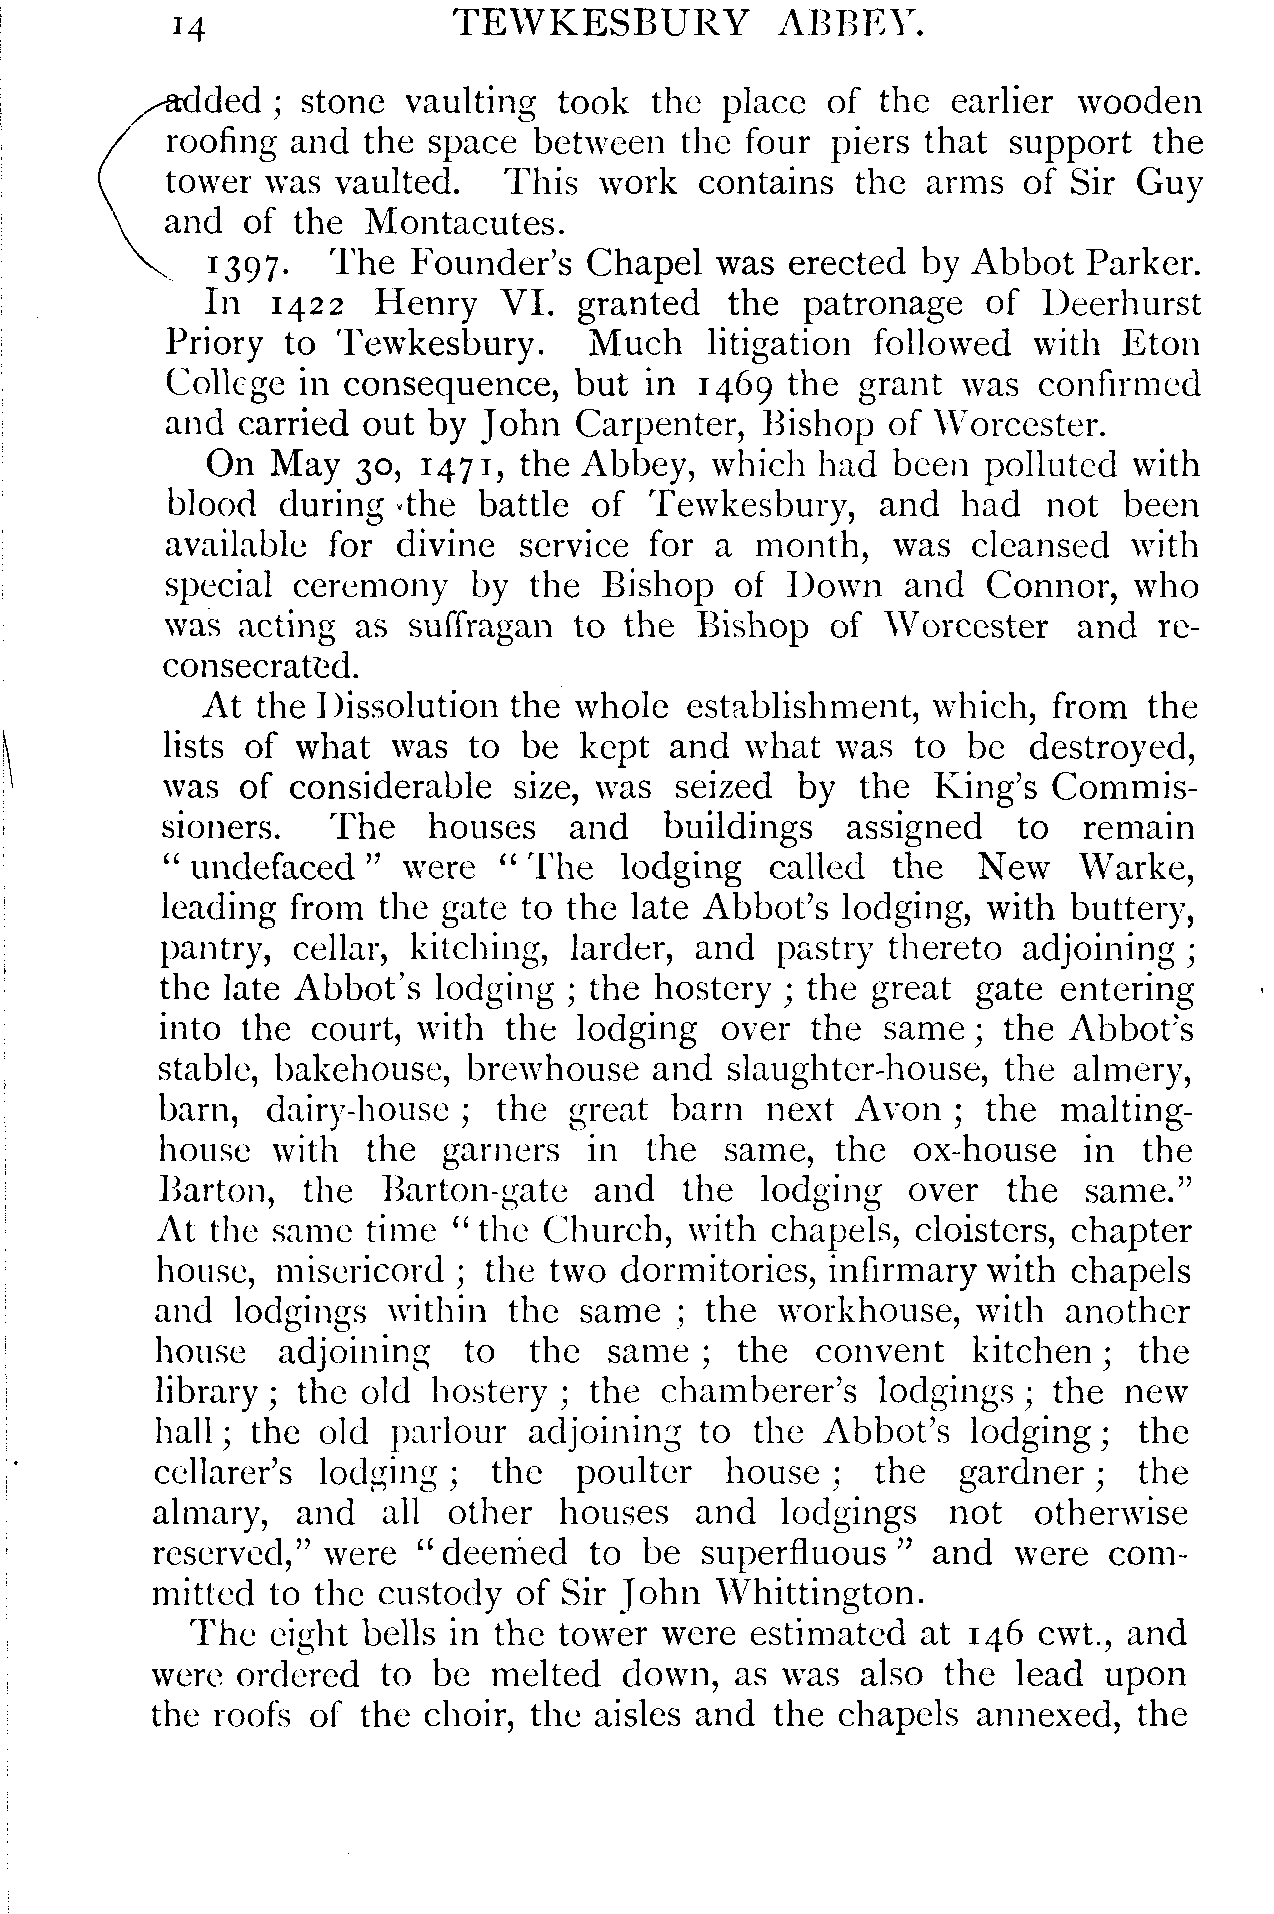 14 TEWKESBURY ABBEY.
added ; stone vaulting took the place of the earlier wooden
roofing and the space between the four piers that support the
tower was vaulted. This work contains the arms of Sir Guy
and of the Montacutes.
1397. The Founder's Chapel was erected by Abbot Parker.
In 1422 Henry VI. granted the patronage of Deerhurst
Priory to Tewkesbury. Much litigation followed with Eton
College in consequence, but in 1469 the grant was confirmed
and carried out by John Carpenter, Bishop of Worcester.
On May 30, 1471, the Abbey, which had been polluted with
blood during the battle of Tewkesbury, and had not been
available for divine service for a month, was cleansed with
special ceremony by the Bishop of Down and Connor, who
was acting as suffragan to the Bishop of Worcester and re-
consecrated.
At the Dissolution the whole establishment, which, from the
lists of what was to be kept and what was to be destroyed,
was of considerable size, was seized by the King's Commis-
sioners. The houses and buildings assigned to remain
"undefaced" were "The lodging called the New Warke,
leading from the gate to the late Abbot's lodging, with buttery,
pantry, cellar, kitching, larder, and pastry thereto adjoining ;
the late Abbot's lodging ; the hostery ; the great gate entering
into the court, with the lodging over the same ; the Abbot's
stable, bakehouse, brewhouse and slaughter-house, the almery,
barn, dairy-house ; the great barn next Avon ; the malting-
house with the garners in the same, the ox-house in the
Barton, the Barton-gate and the lodging over the same."
At the same time "the Church, with chapels, cloisters, chapter
house, misericord ; the two dormitories, infirmary with chapels
and lodgings within the same ; the workhouse, with another
house adjoining to the same ; the convent kitchen ; the
library ; the old hostery ; the chamberer's lodgings ; the new
hall ; the old parlour adjoining to the Abbot's lodging ; the
cellarer's lodging ; the poulter house ; the gardner ; the
almary, and all other houses and lodgings not otherwise
reserved," were "deemed to be superfluous" and were com-
mitted to the custody of Sir John Whittington.
The eight bells in the tower were estimated at 146 cwt., and
were ordered to be melted down, as was also the lead upon
the roofs of the choir, the aisles and the chapels annexed, the